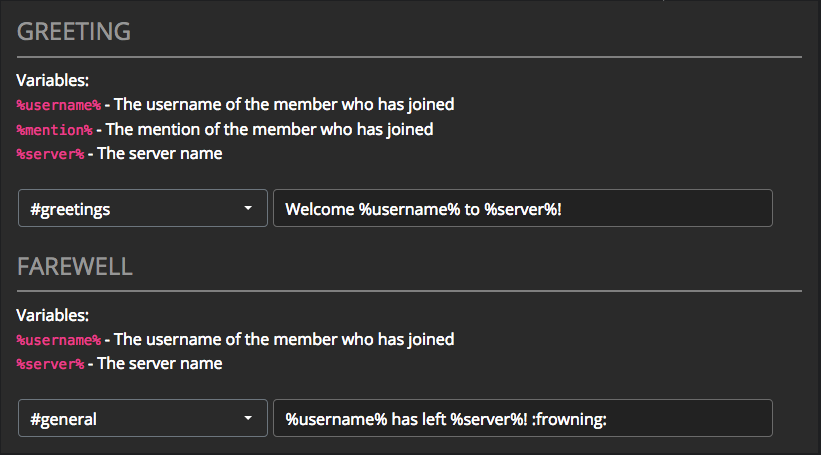 GREETING
Variables:
%username% - The username of the member who has joined
%mention% - The mention of the member who has joined
%server% - The server name
#greetings Welcome %username% to %server%!
FAREWELL
Variables:
%username% - The username of the member who has joined
%server% - The server name
#general %username% has left %server%! :frowning: